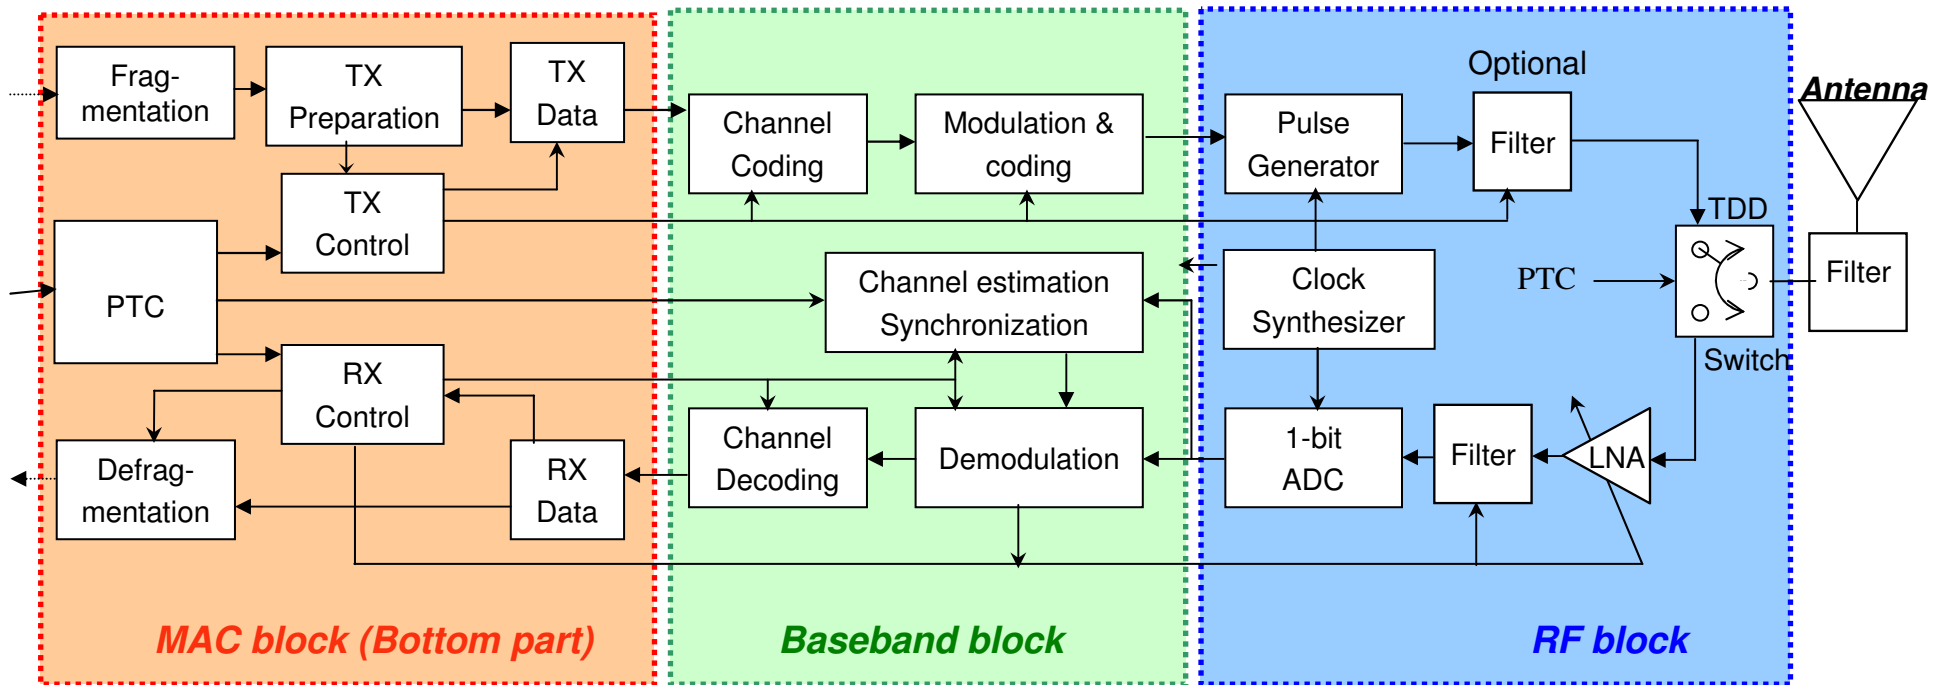 Frag-
mentation
TX
Preparation
TX
Data
TX
Control
PTC
RX
Control
Defrag-
mentation
RX
Data
MAC block (Bottom part)
Channel
Coding
Modulation &
coding
Channel estimation
Synchronization
Channel
Decoding
Demodulation
Baseband block
Optional
Pulse
Generator
Filter
TDD
PTC
Clock
Synthesizer
Switch
1-bit
ADC
Filter
LNA
RF block
Antenna
Filter